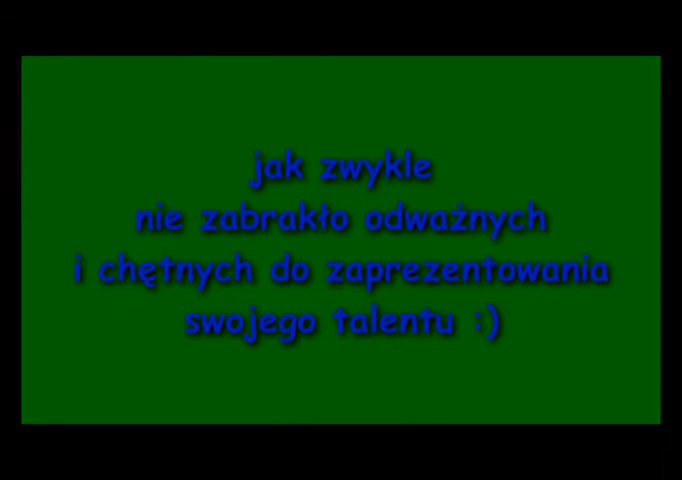 jak zwykle
nie zabrakło odważnych
i chętnych do zaprezentowania
swojego talentu :)